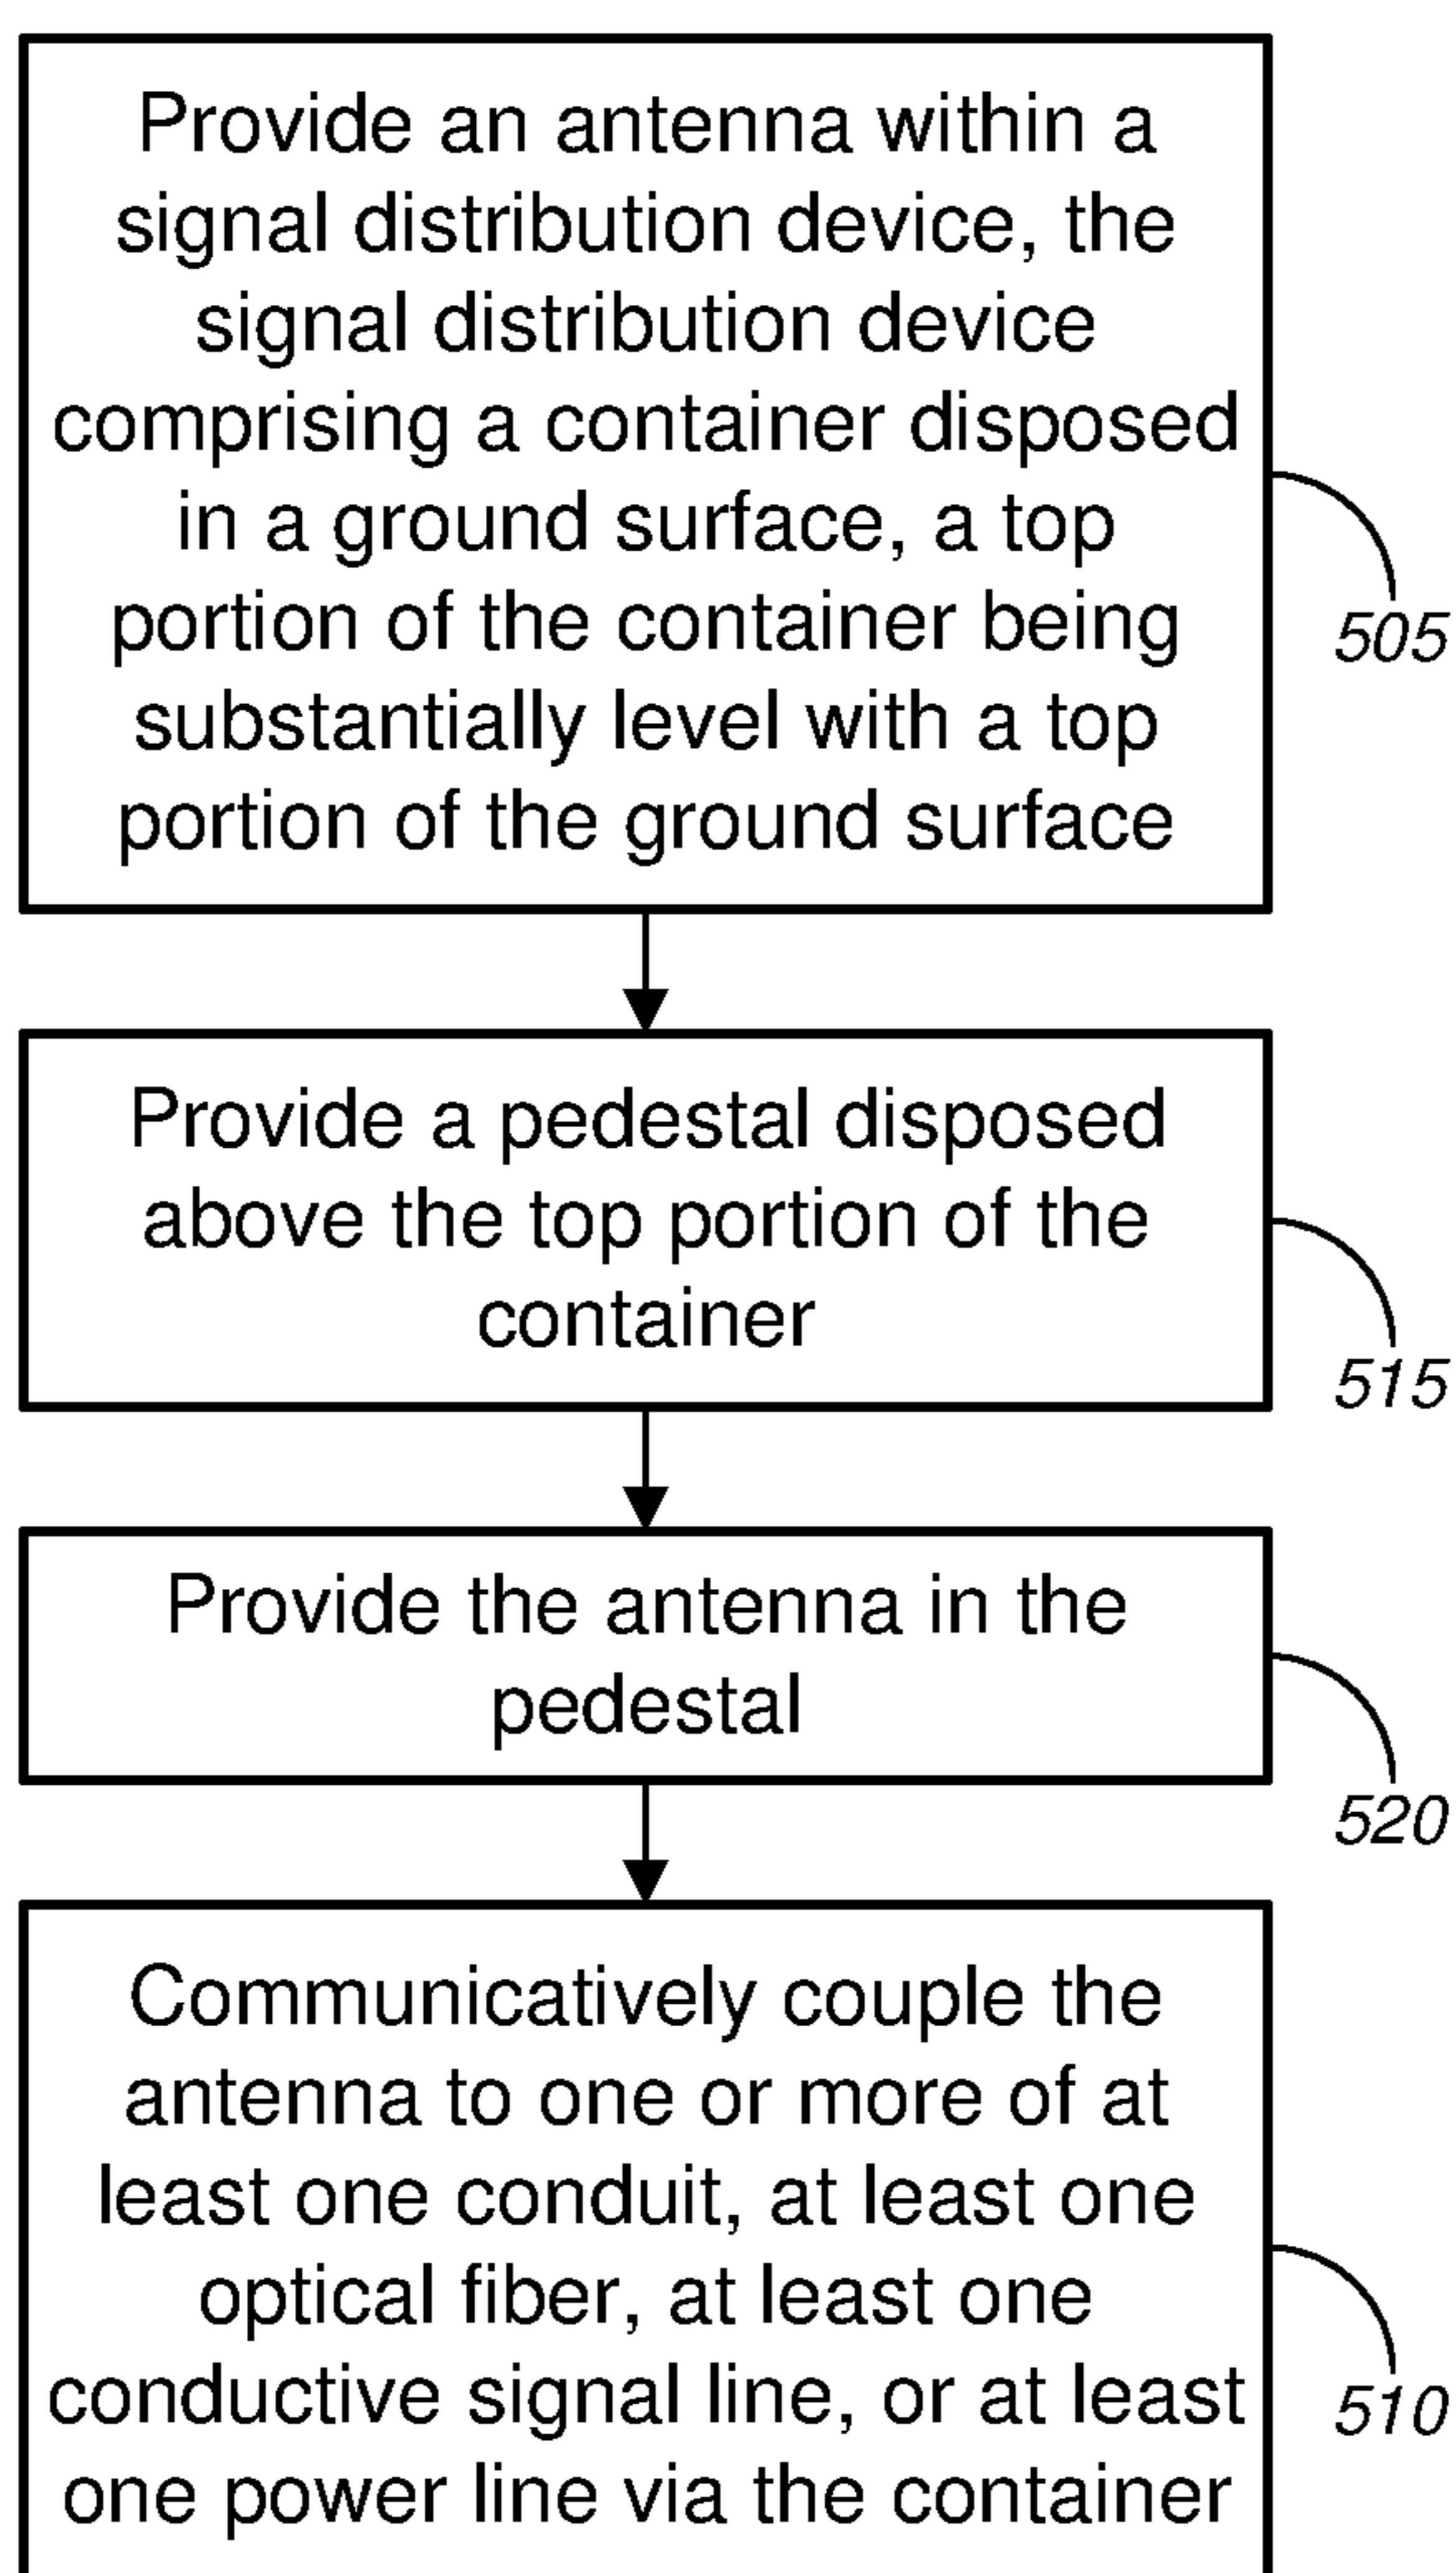 Provide an antenna within a
signal distribution device, the
signal distribution device
comprising a container disposed
in a ground surface, a top
portion of the container being
substantially level with a top
portion of the ground surface
505
Provide a pedestal disposed
above the top portion of the
container
515
Provide the antenna in the
pedestal
520
Communicatively couple the
antenna to one or more of at
least one conduit, at least one
optical fiber, at least one
conductive signal line, or at least
one power line via the container
510